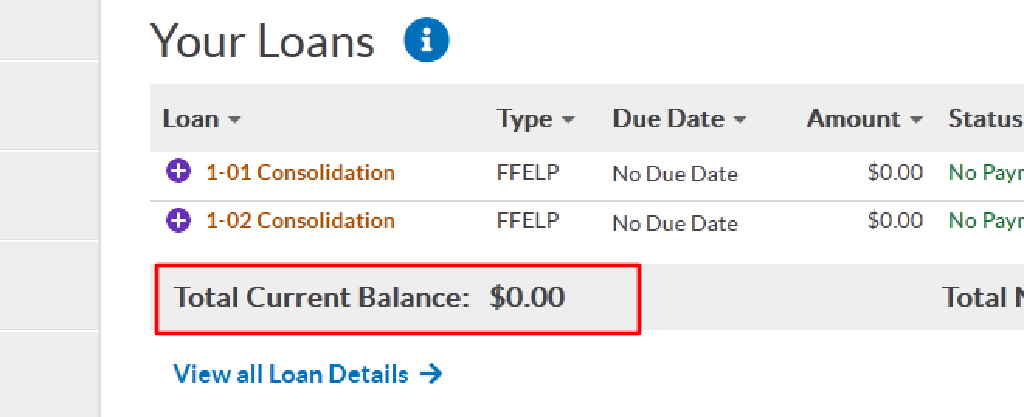 Your Loans
Loan Type Due Date Amount Status
1-01 Consolidation FFELP No Due Date $0.00 No
1-02 Consolidation FFELP No Due Date $0.00 No
Total Current Balance: $0.00 Total
View all Loan Details →